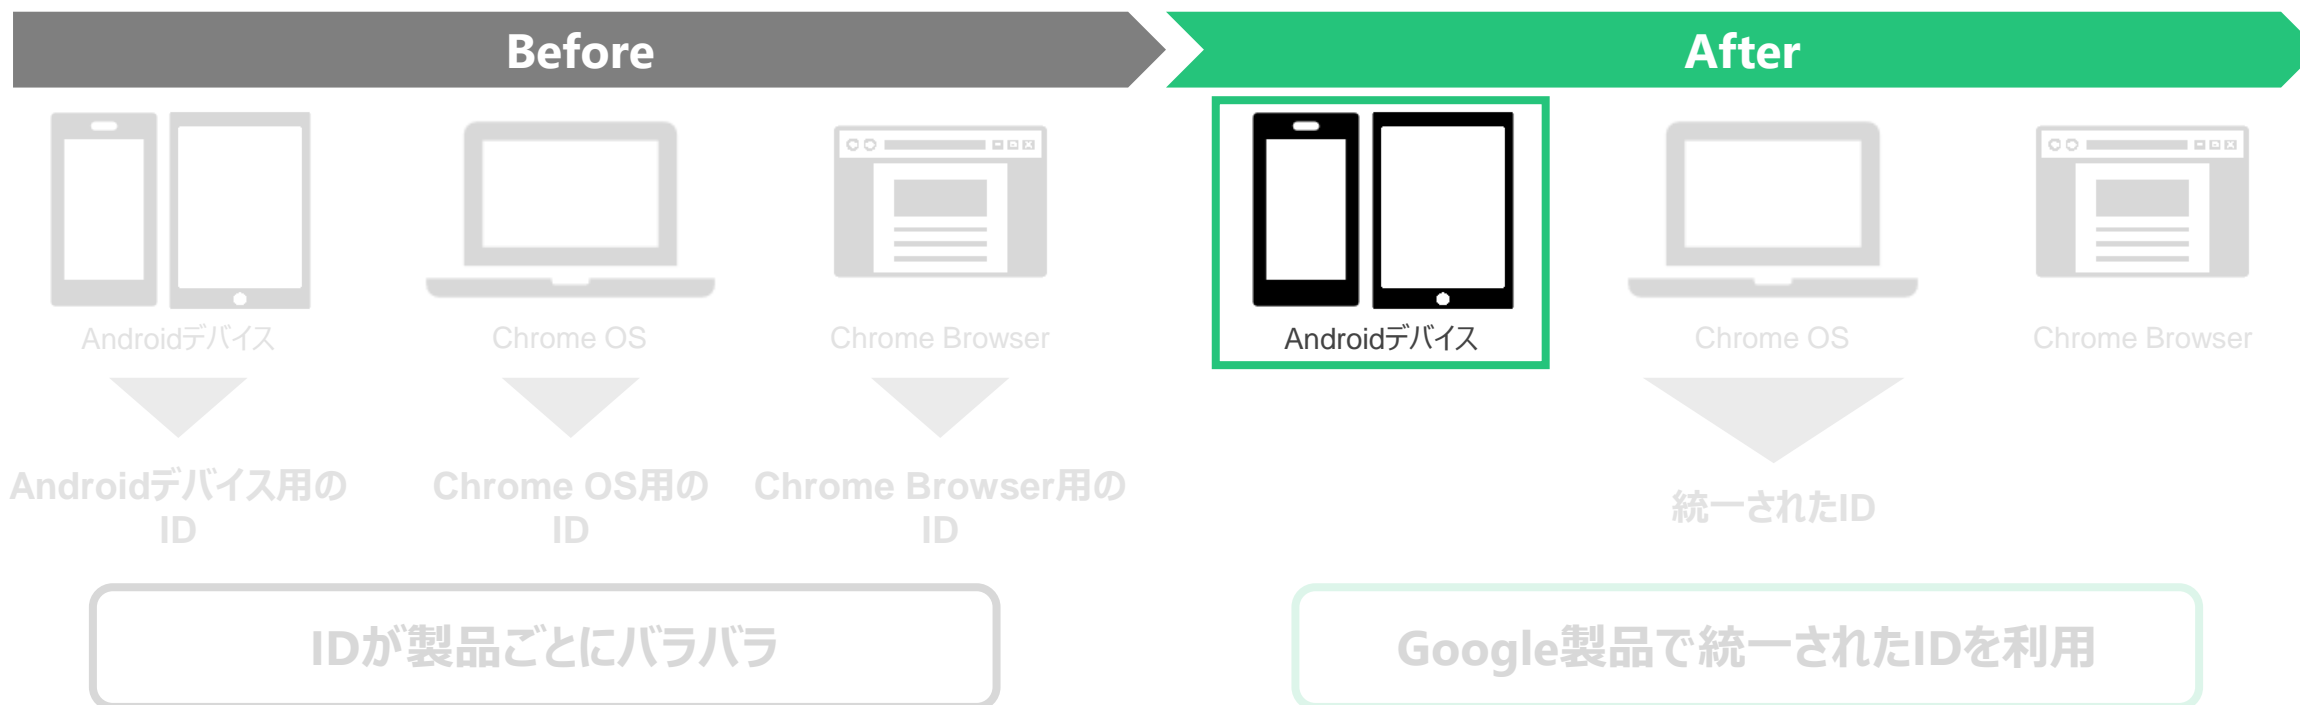 Before
After
Androidデバイス
Chrome OS
Chrome Browser
Androidデバイス
Chrome OS
Chrome Browser
Androidデバイス用の
ID
Chrome OS用の
ID
Chrome Browser用の
ID
統一されたID
IDが製品ごとにバラバラ
Google製品で統一されたIDを利用